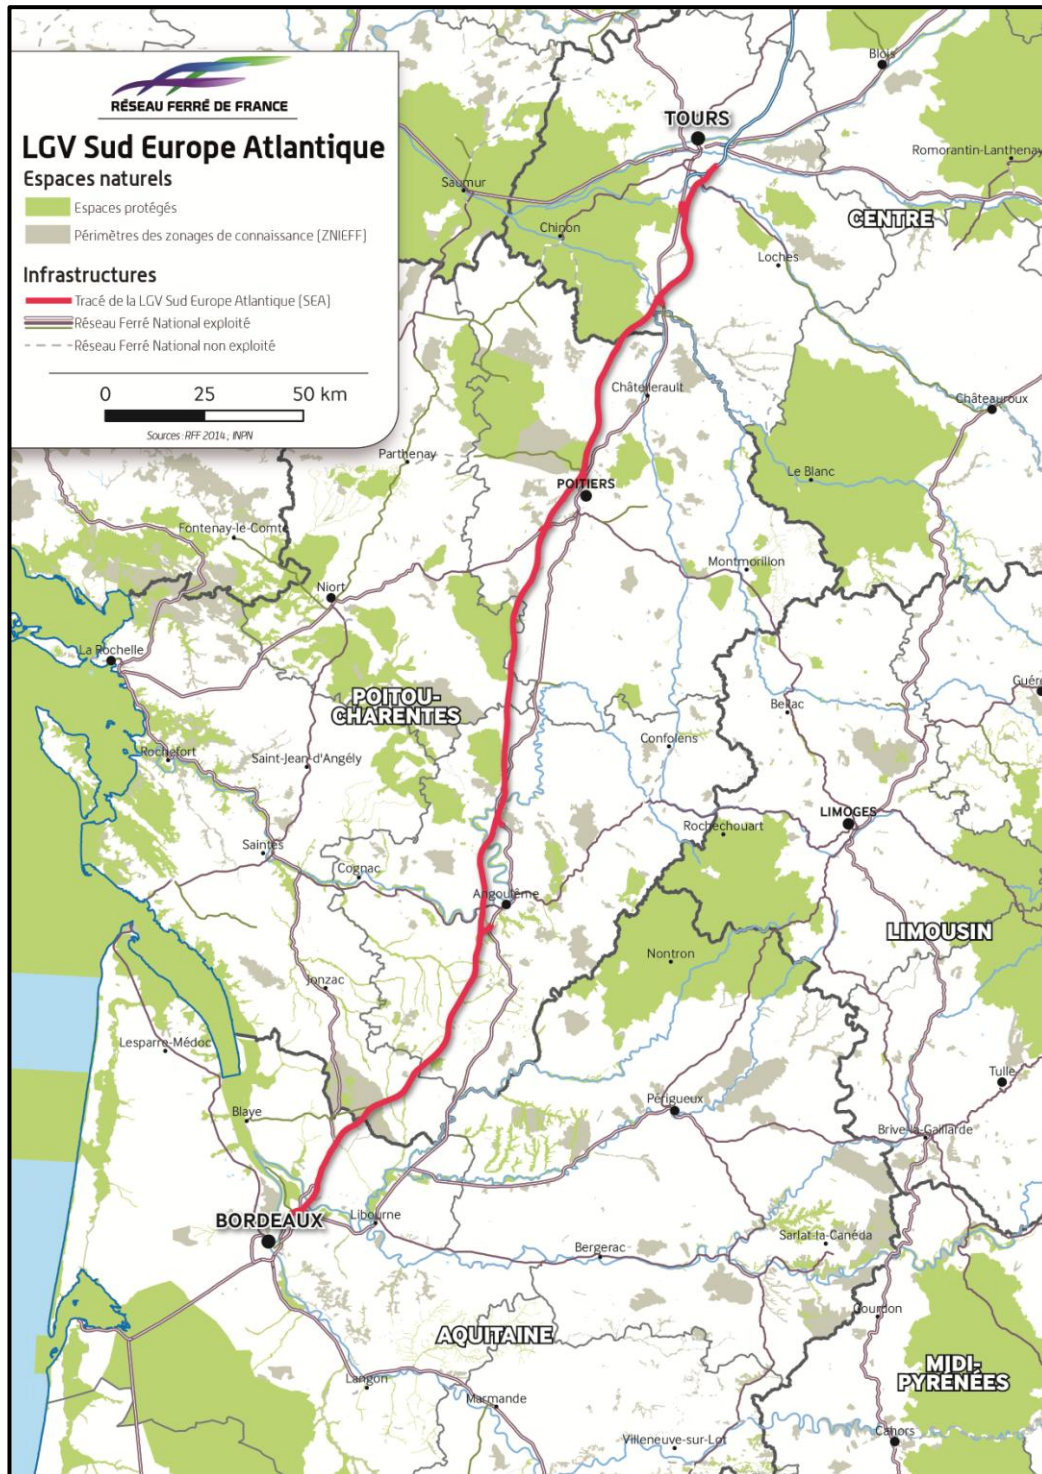 RÉSEAU FERRÉ DE FRANCE
LGV Sud Europe Atlantique
Espaces naturels
Espaces protégés
Périmètres des zonages de connaissance (ZNIEFF)
Infrastructures
Tracé de la LGV Sud Europe Atlantique (SEA)
Réseau Ferré National exploité
Réseau Ferré National non exploité
0 25 50 km
Sources : RFF 2014 ; INPN
Blois
TOURS
Romorantin-Lanthenay
Saumur
CENTRE
Chinon
Loches
Châtellerault
Châteauroux
Parthenay
Le Blanc
POITIERS
Fontenay-le-Comte
Montmorillon
Niort
La Rochelle
Guéret
POITOU-
CHARENTES
Bellac
Confolens
Rochefort
Saint-Jean-d'Angély
LIMOGES
Rochechouart
Saintes
Cognac
Angoulême
LIMOUSIN
Nontron
Jonzac
Lesparre-Médoc
Tulle
Périgueux
Blaye
Brive-la-Gaillarde
BORDEAUX
Libourne
Sarlat-la-Canéda
Bergerac
Gourdon
AQUITAINE
MIDI-
PYRÉNÉES
Langon
Marmande
Cahors
Villeneuve-sur-Lot